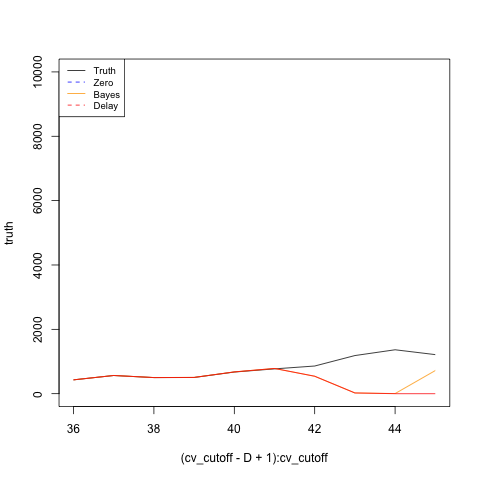 Truth
Zero
Bayes
Delay
10000
8000
6000
4000
2000
0
truth
36
38
40
42
44
(cv_cutoff - D + 1):cv_cutoff